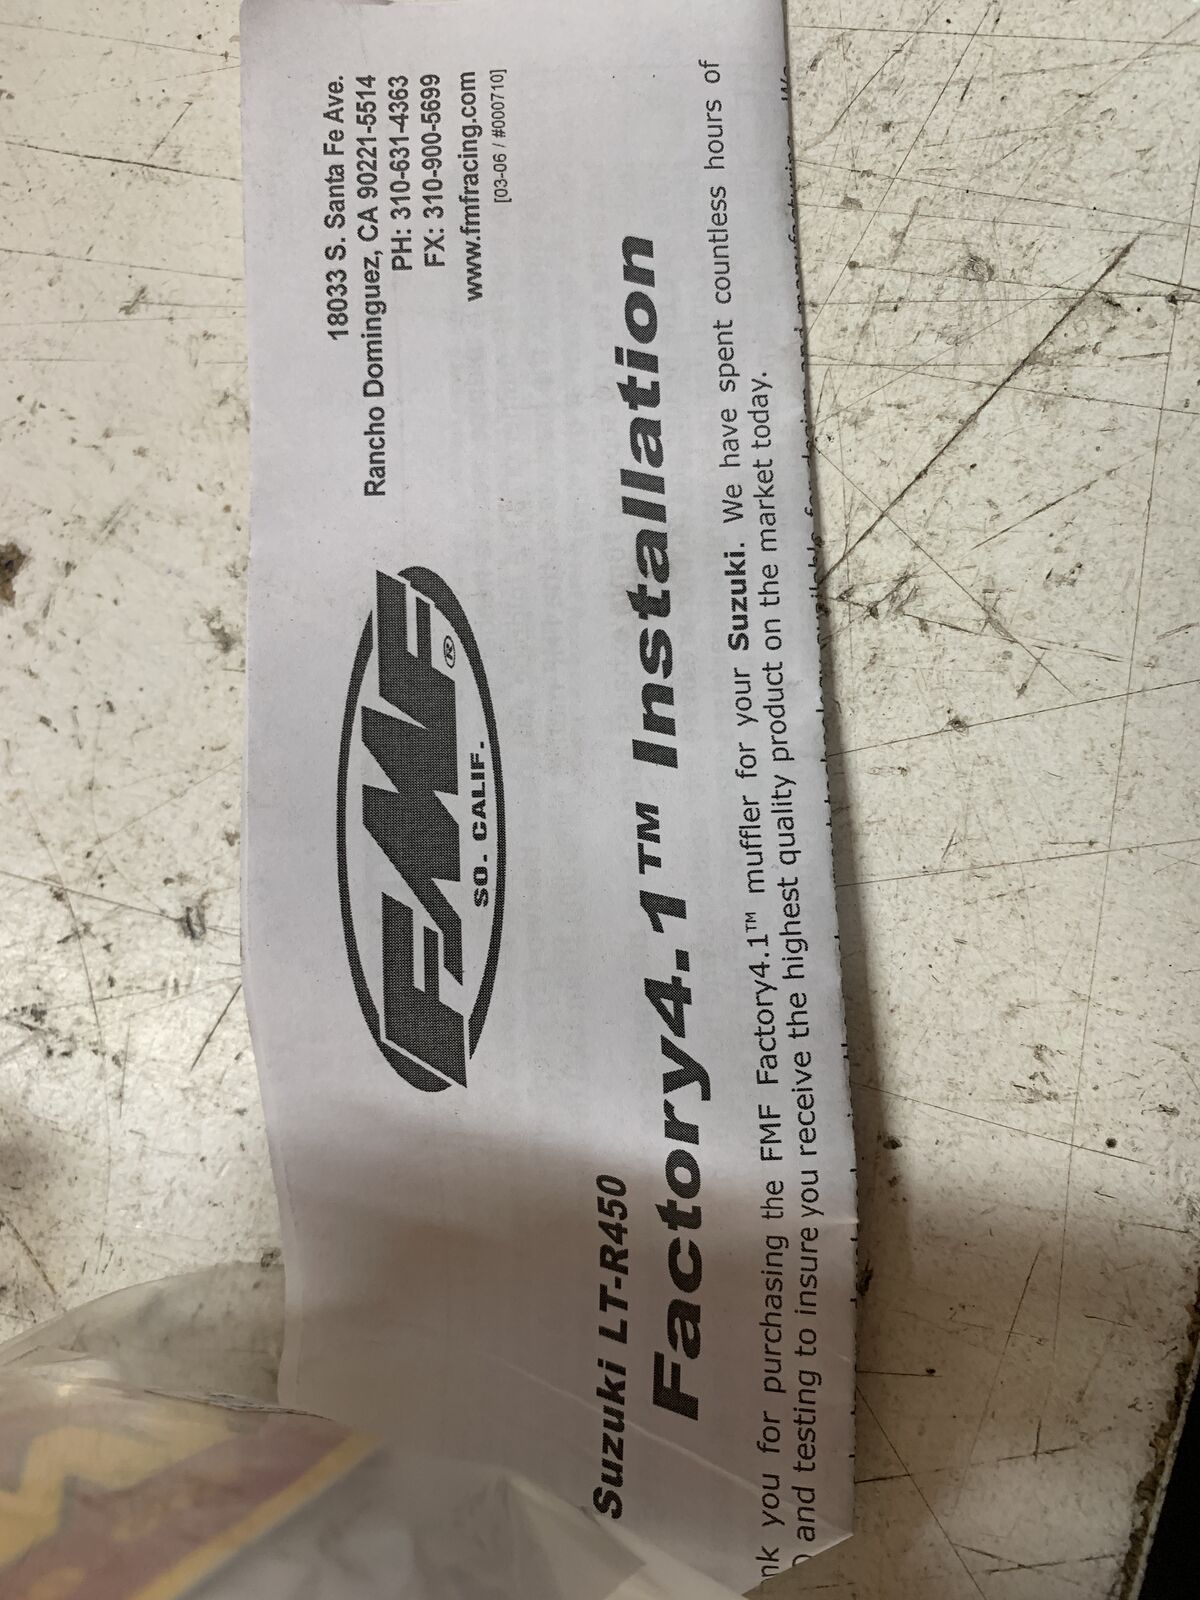 18033 S. Santa Fe Ave.
Rancho Dominguez, CA 90221-5514
PH: 310-631-4363
FX: 310-900-5699
www.fmfracing.com
[03-06 / #000710]
FMF®
SO. CALIF.
Suzuki LT-R450
Factory4.1™ Installation
you for purchasing the FMF Factory4.1™ muffler for your Suzuki. We have spent countless hours of
and testing to insure you receive the highest quality product on the market today.